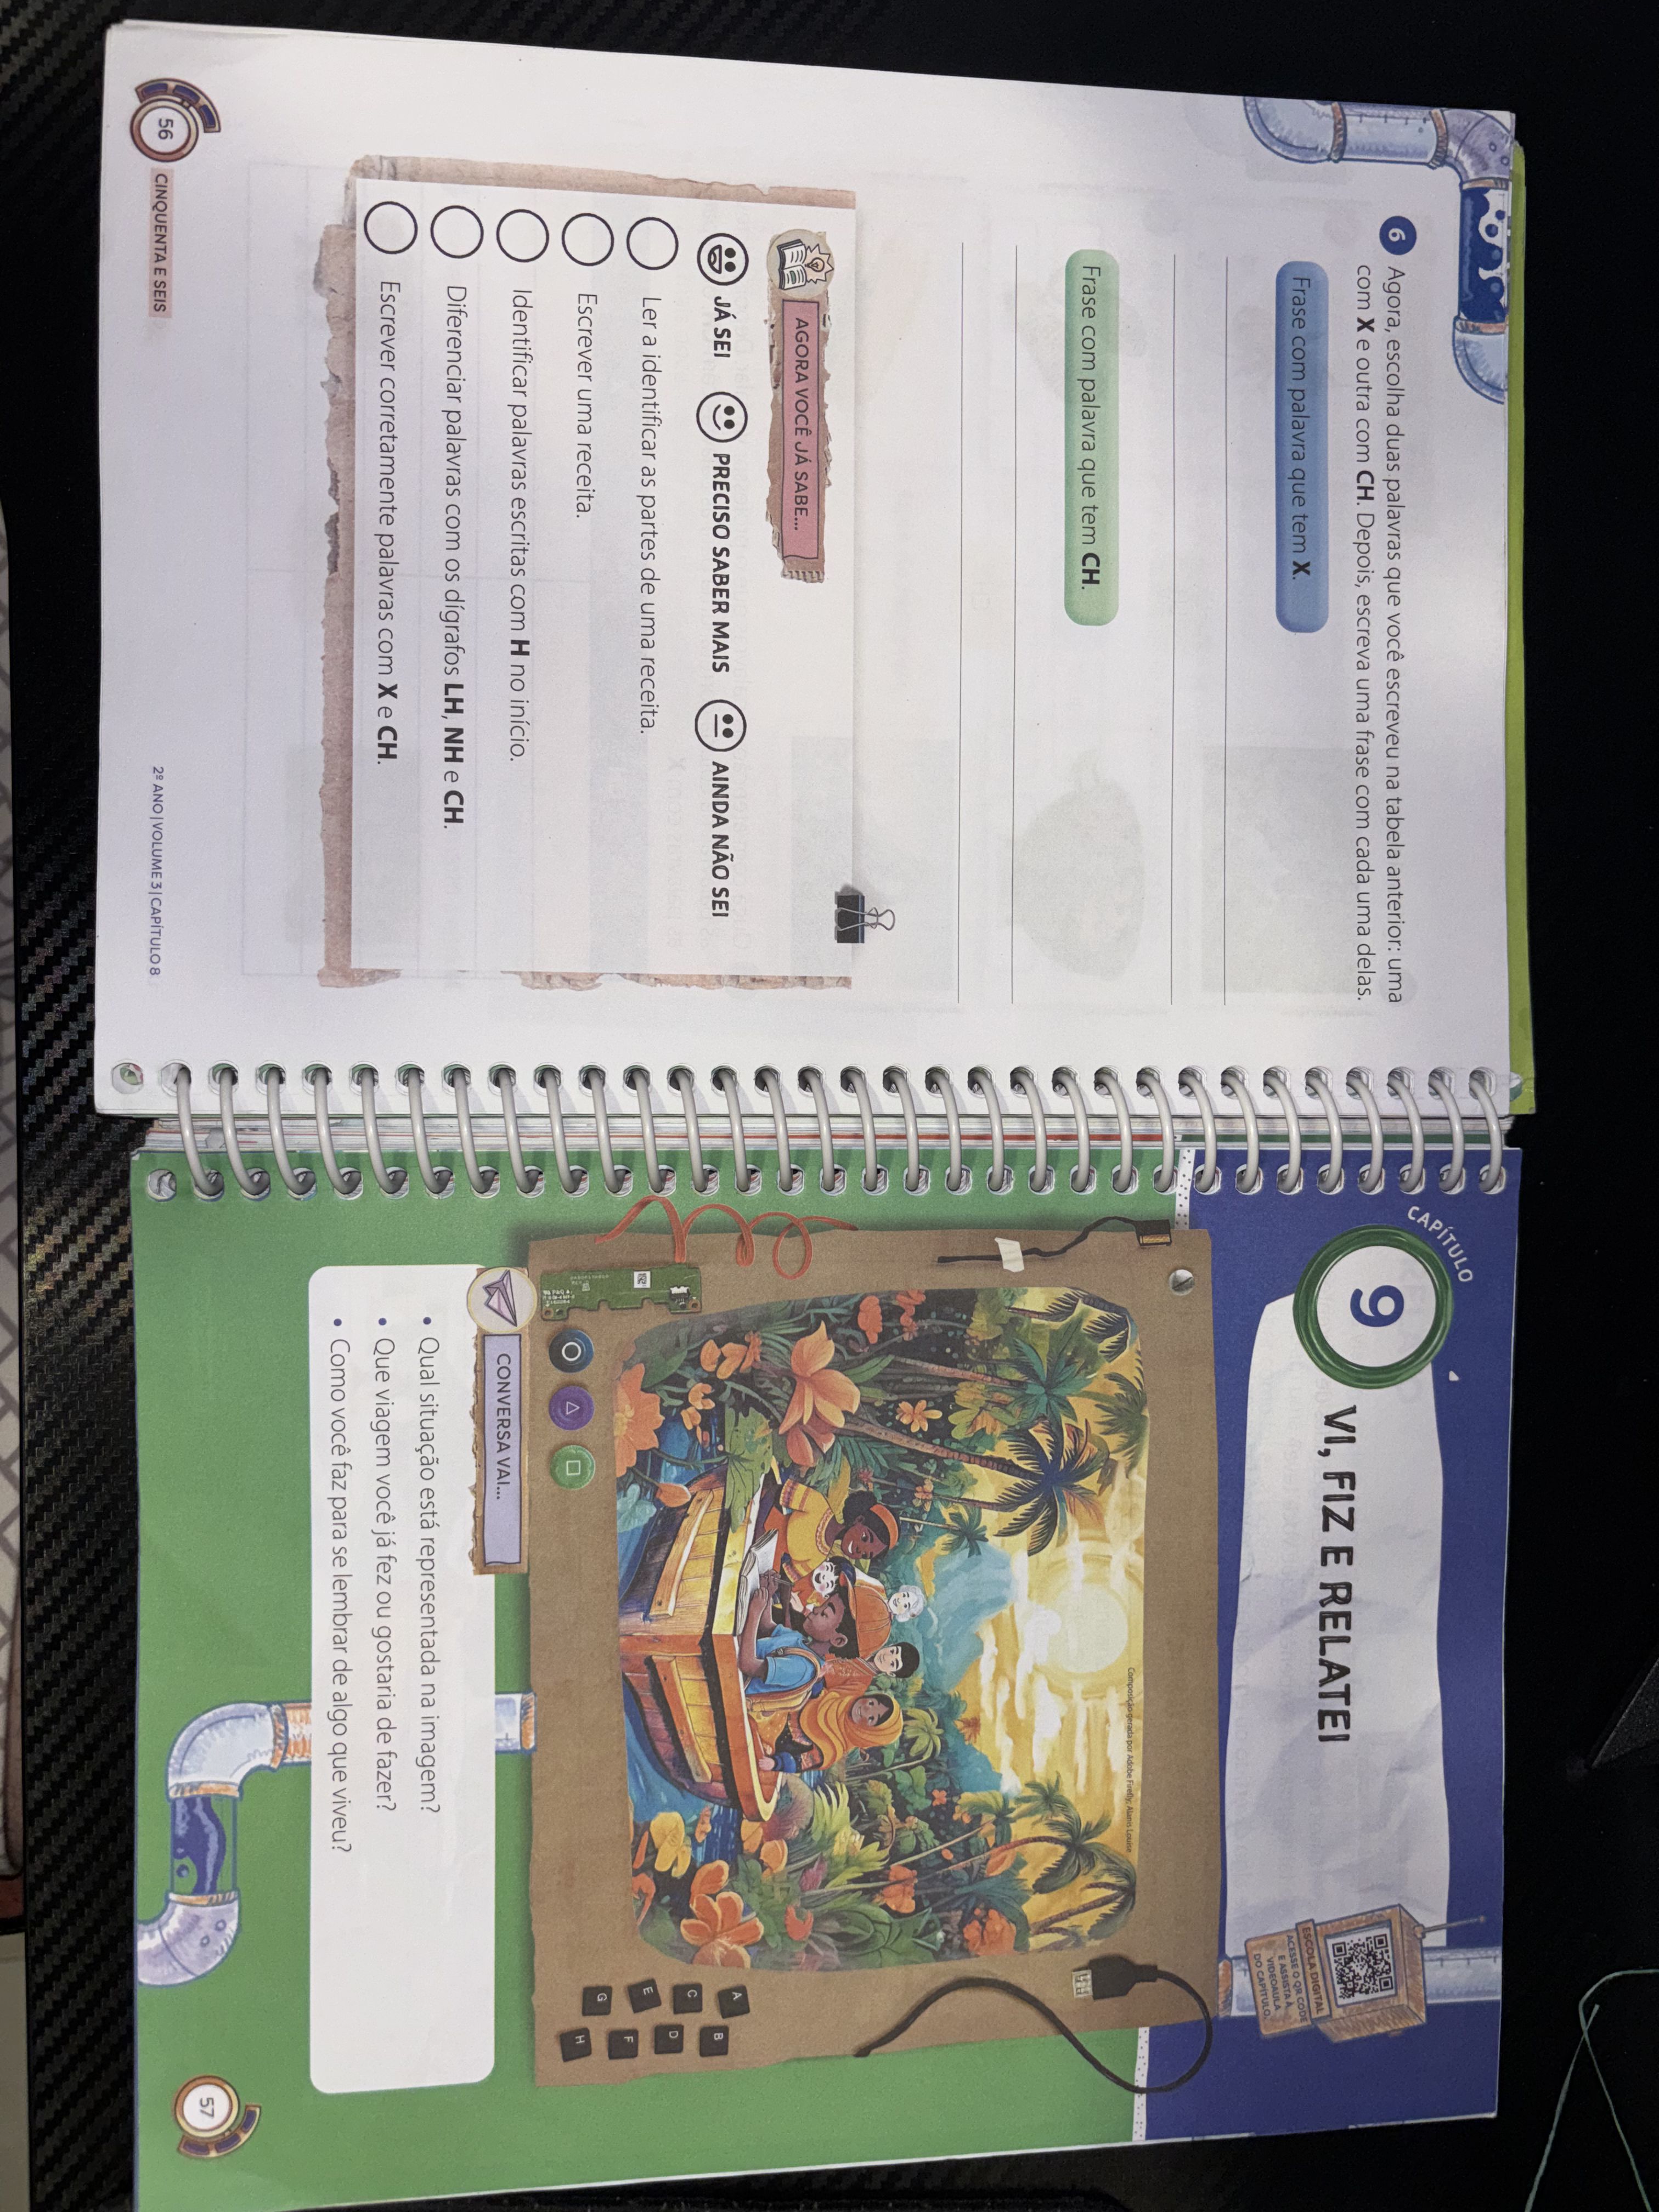 6 Agora, escolha duas palavras que você escreveu na tabela anterior: uma
com X e outra com CH. Depois, escreva uma frase com cada uma delas.
Frase com palavra que tem X.
Frase com palavra que tem CH.
AGORA VOCÊ JÁ SABE...
JÁ SEI PRECISO SABER MAIS AINDA NÃO SEI
Ler a identificar as partes de uma receita.
Escrever uma receita.
Identificar palavras escritas com H no início.
Diferenciar palavras com os dígrafos LH, NH e CH.
Escrever corretamente palavras com X e CH.
56 CINQUENTA E SEIS
2º ANO | VOLUME 3 | CAPÍTULO 8
CAPÍTULO
9
VI, FIZ E RELATEI
ESCOLA DIGITAL
ACESSE O QR CODE
E ASSISTA À
VIDEOAULA
DO CAPÍTULO.
Composição gerada por Adobe Firefly; Alanis Louise
A B
C D
E F
G H
CONVERSA VAI...
• Qual situação está representada na imagem?
• Que viagem você já fez ou gostaria de fazer?
• Como você faz para se lembrar de algo que viveu?
57